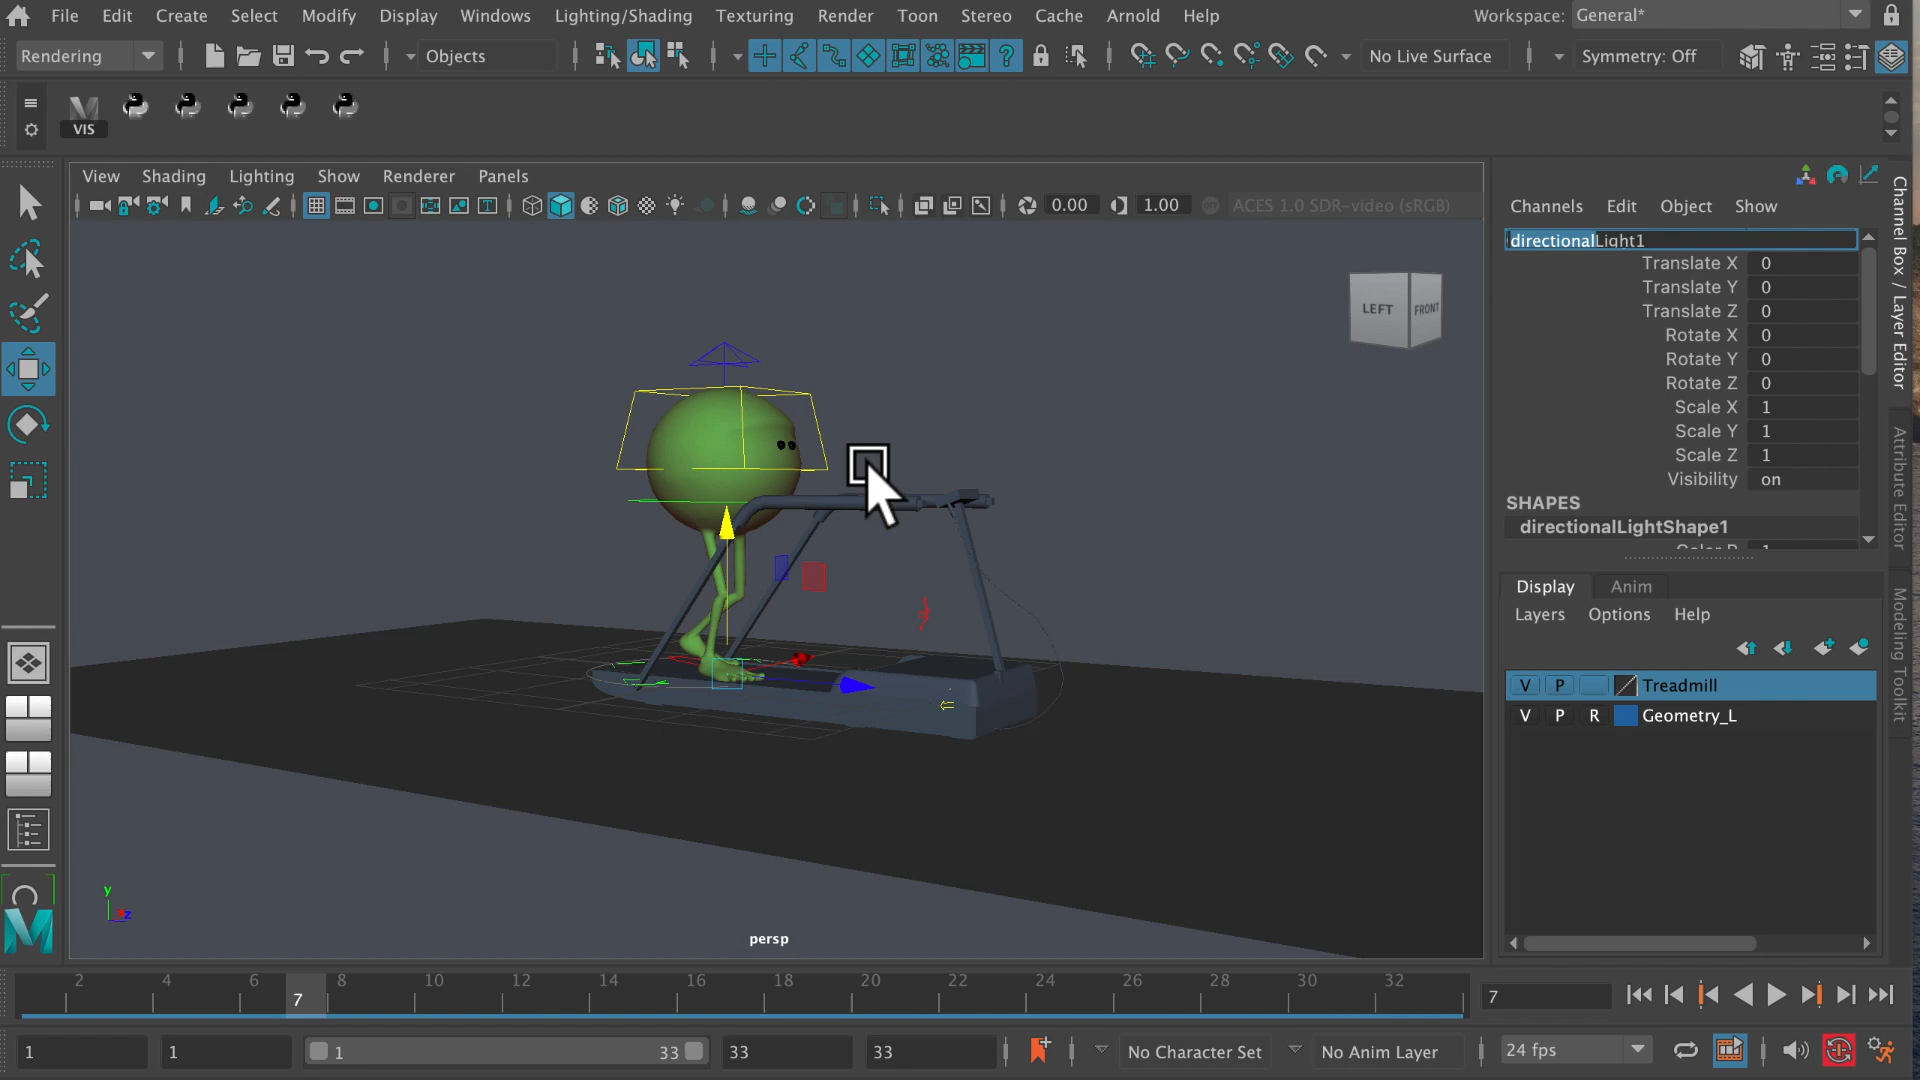 File Edit Create Select Modify Display Windows Lighting/Shading Texturing Render Toon Stereo Cache Arnold Help Workspace: General*
Rendering Objects No Live Surface Symmetry: Off
VIS
View Shading Lighting Show Renderer Panels
0.00 1.00 ACES 1.0 SDR-video (sRGB)
Channels Edit Object Show
directionalLight1
Translate X 0
Translate Y 0
Translate Z 0
Rotate X 0
Rotate Y 0
Rotate Z 0
Scale X 1
Scale Y 1
Scale Z 1
Visibility on
SHAPES
directionalLightShape1
Color R 1
LEFT FRONT
Channel Box / Layer Editor
Attribute Editor
Modeling Toolkit
Display Anim
Layers Options Help
V P Treadmill
V P R Geometry_L
y
z
persp
2 4 6 8 10 12 14 16 18 20 22 24 26 28 30 32
7 7
1 1 1 33 33 33 No Character Set No Anim Layer 24 fps